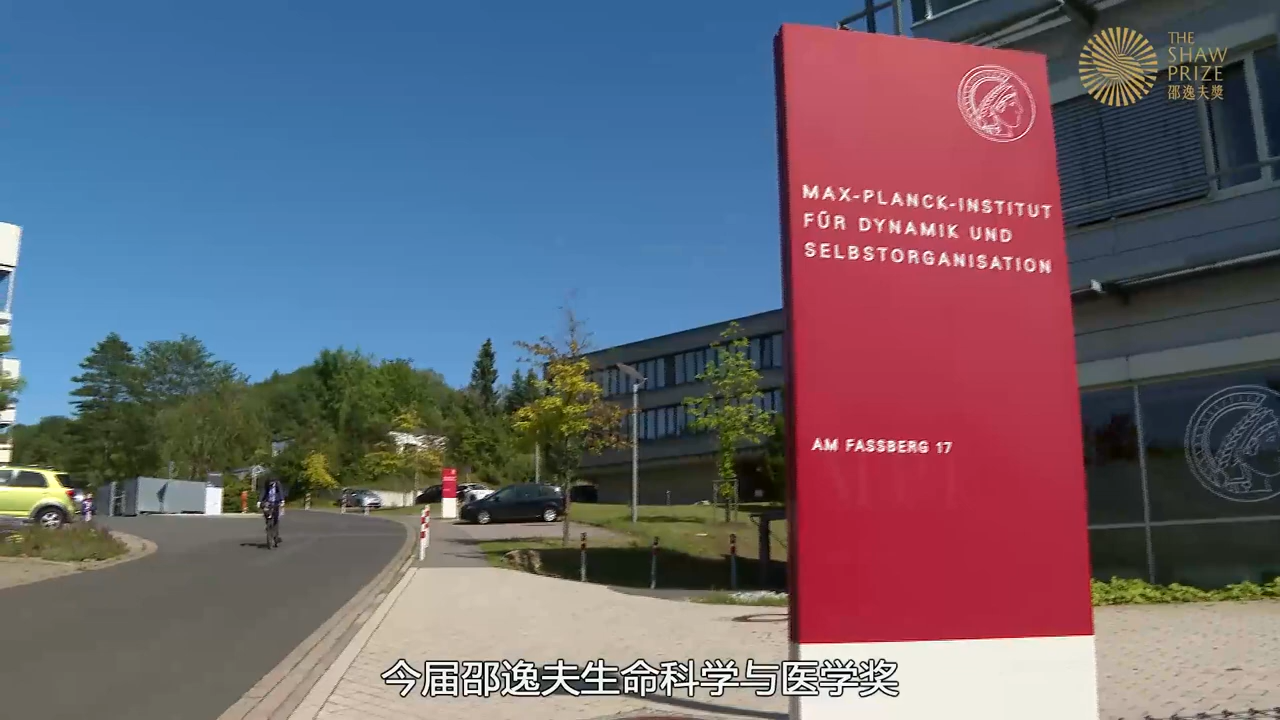 THE
SHAW
PRIZE
邵逸夫獎
MAX-PLANCK-INSTITUT
FÜR DYNAMIK UND
SELBSTORGANISATION
AM FASSBERG 17
今届邵逸夫生命科学与医学奖